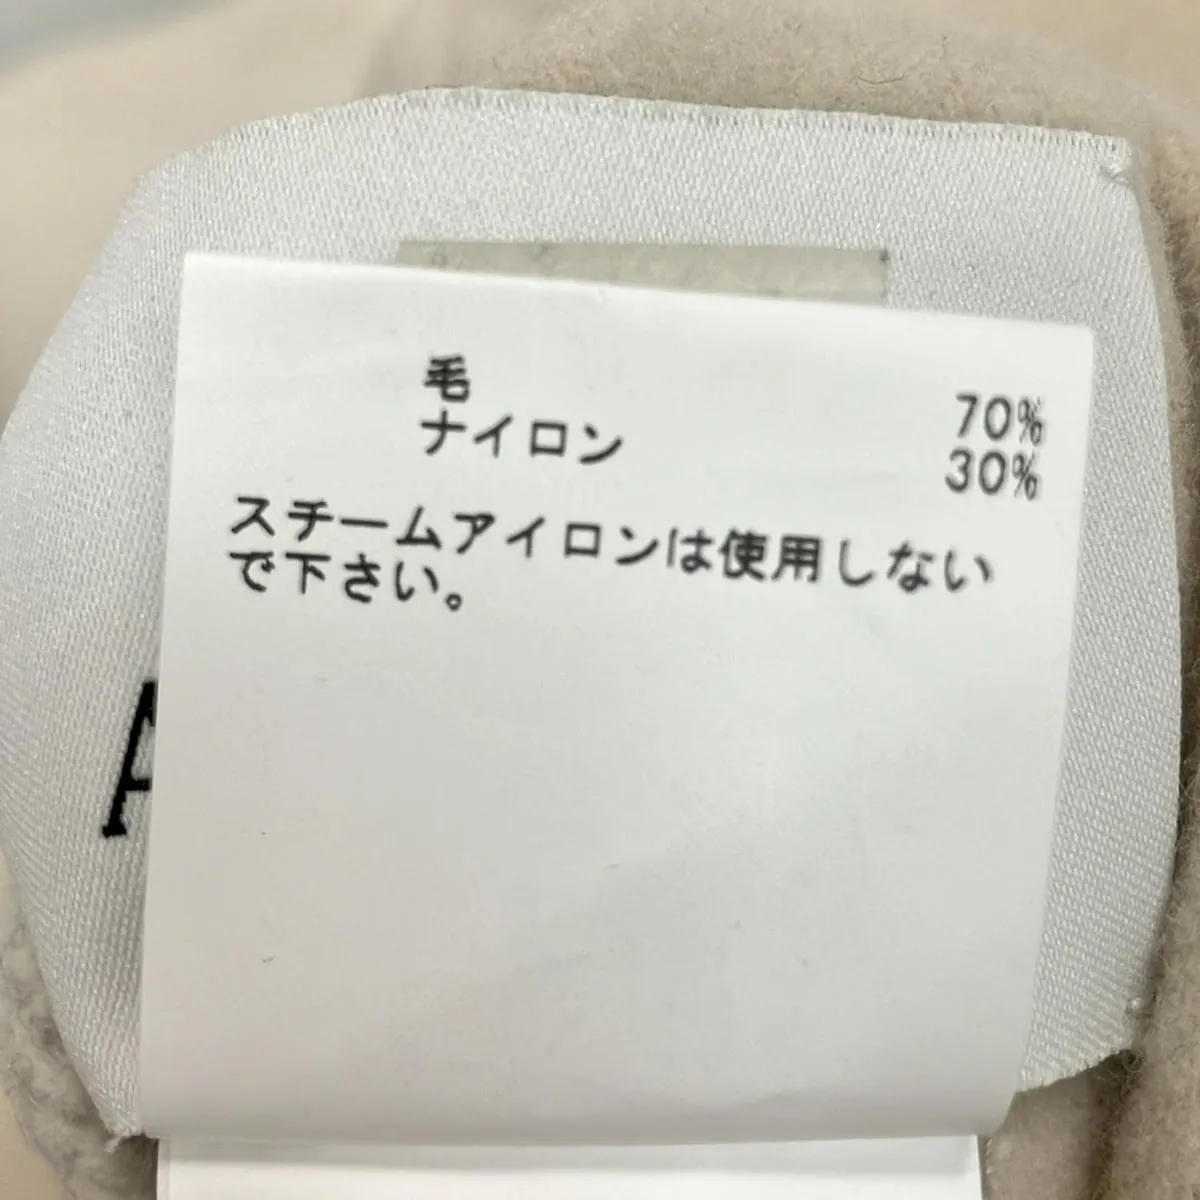 毛 70%
ナイロン 30%
スチームアイロンは使用しない
で下さい。
A